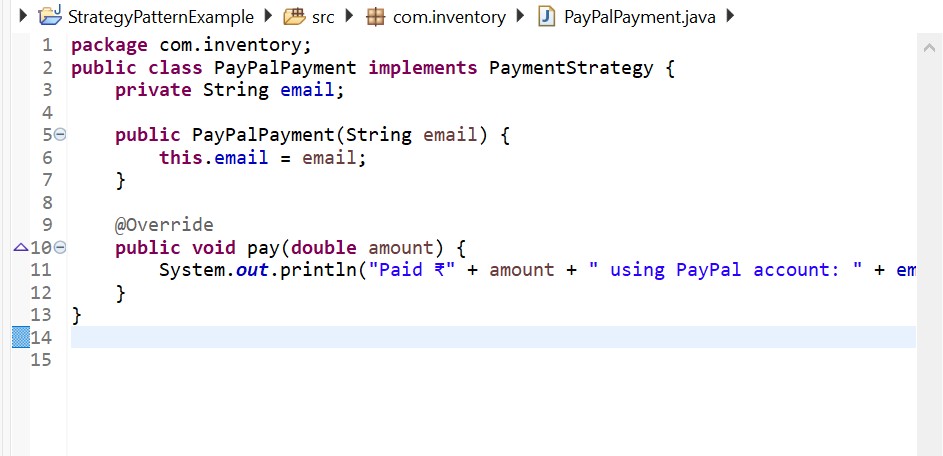 StrategyPatternExample src com.inventory PayPalPayment.java
1 package com.inventory;
2 public class PayPalPayment implements PaymentStrategy {
3     private String email;
4
5     public PayPalPayment(String email) {
6         this.email = email;
7     }
8
9     @Override
10     public void pay(double amount) {
11         System.out.println("Paid ₹" + amount + " using PayPal account: " + em
12     }
13 }
14
15